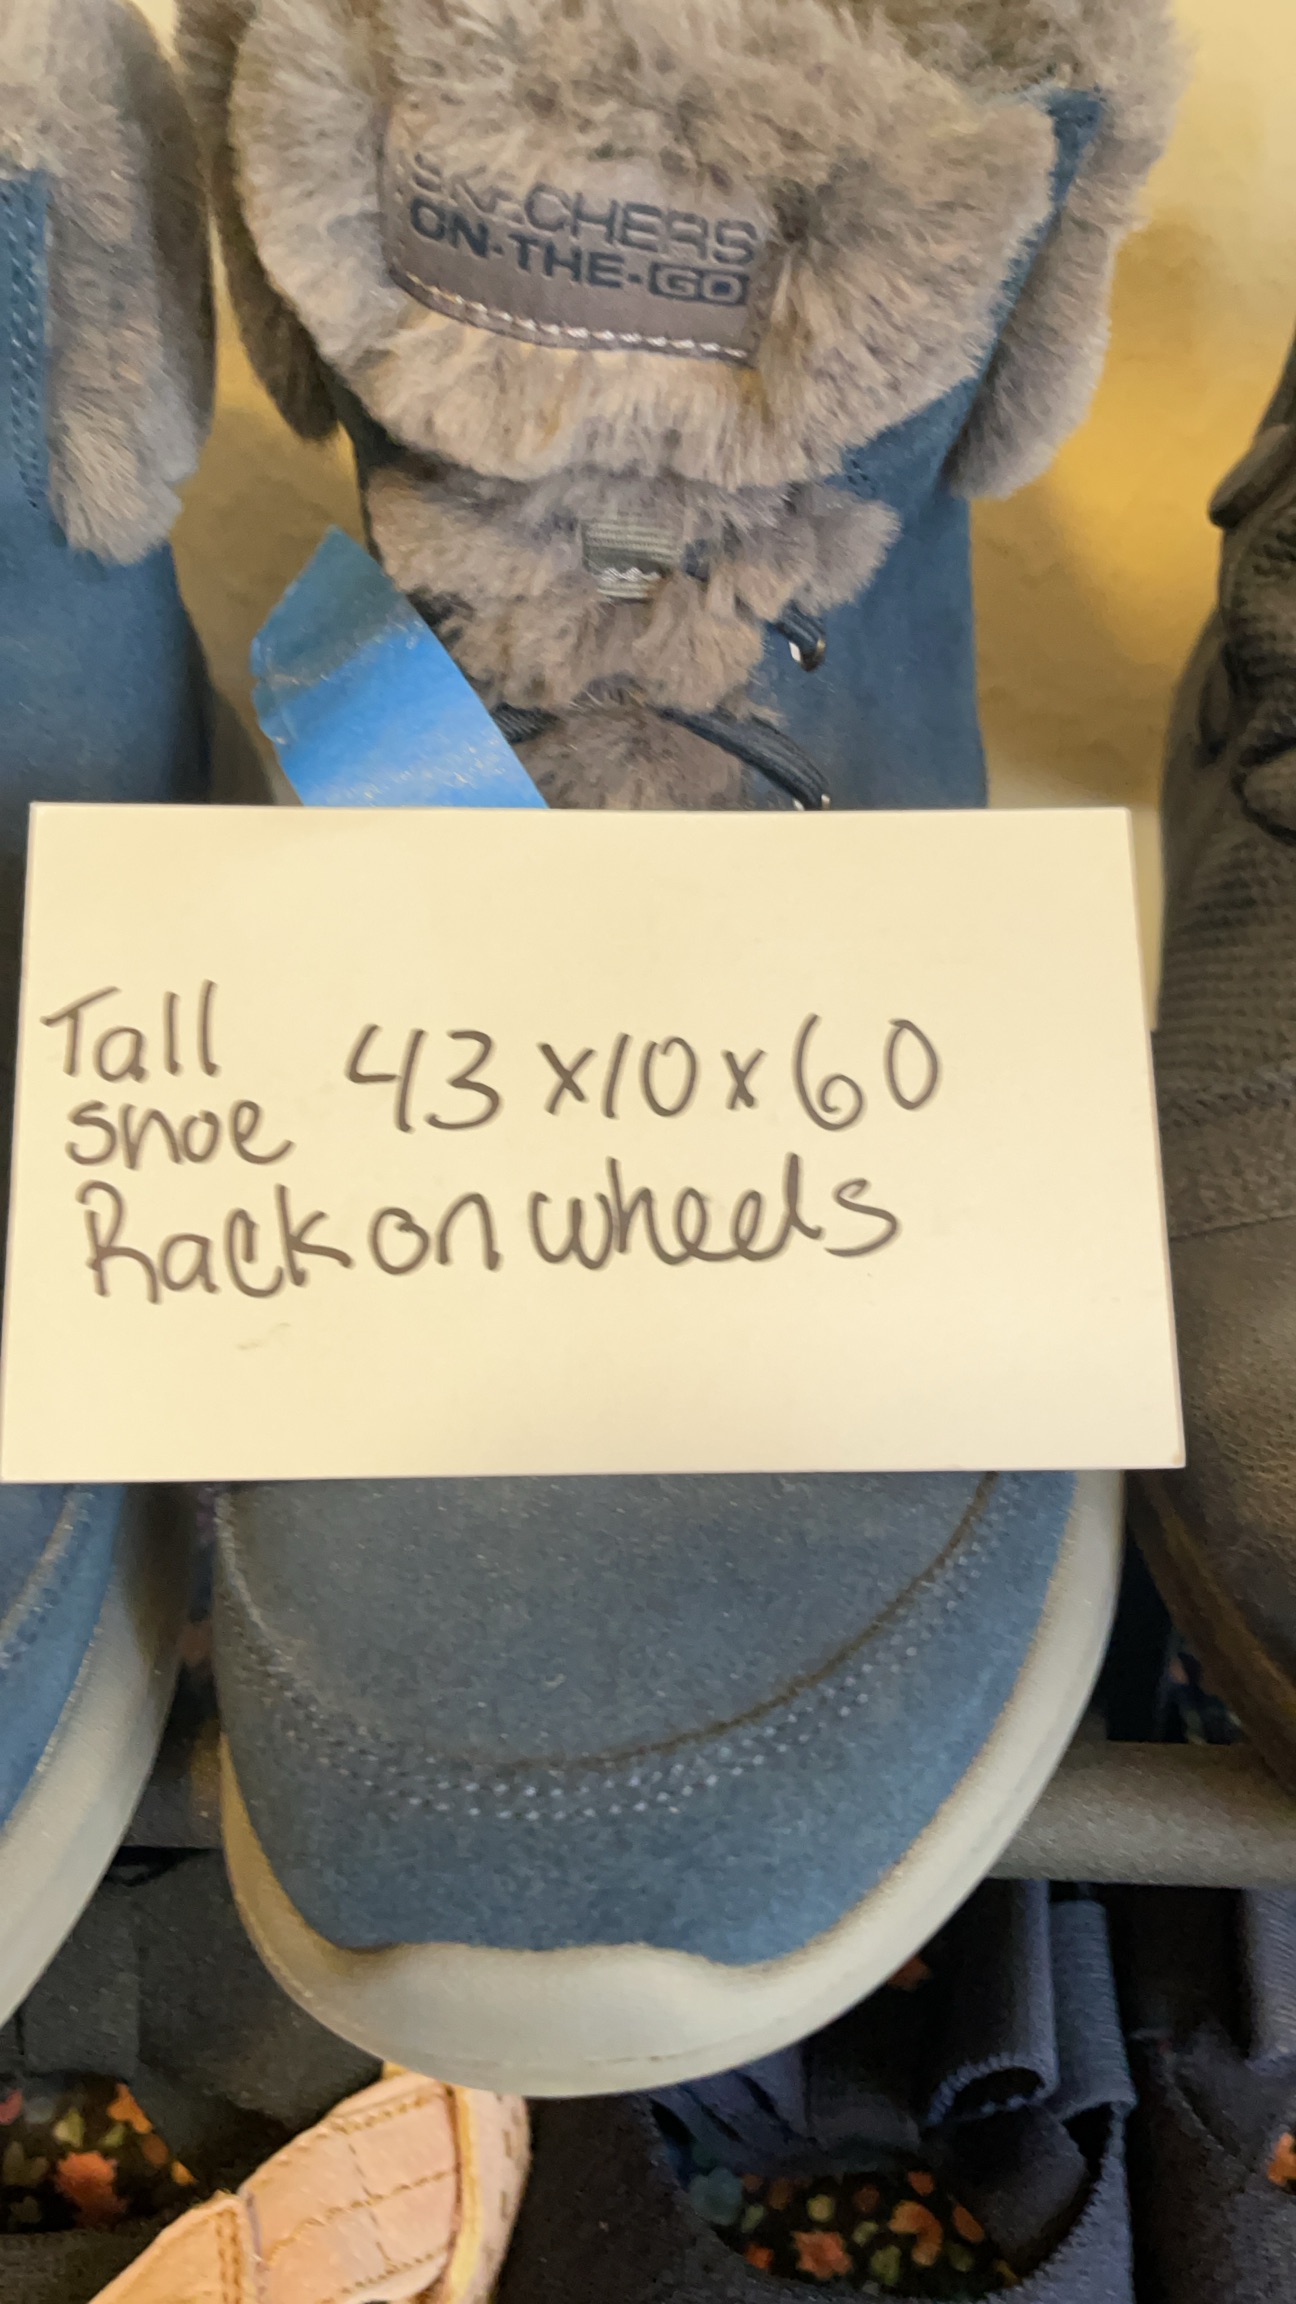 SKECHERS
ON-THE-GO
Tall
shoe 43x10x60
Rack on wheels